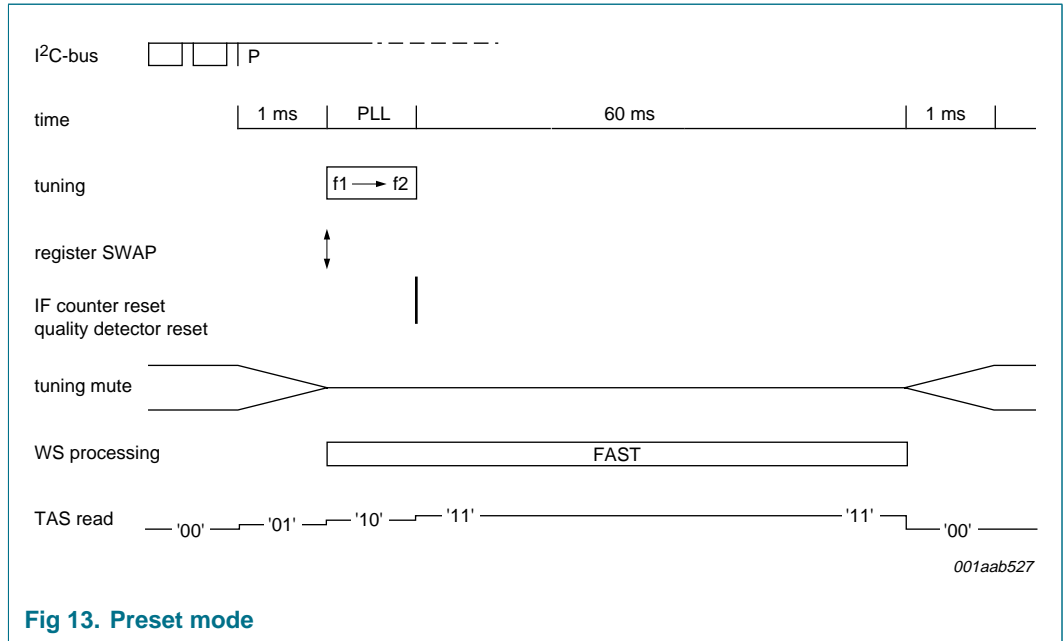 I2C-bus P
time 1 ms PLL 60 ms 1 ms
tuning f1 → f2
register SWAP
IF counter reset
quality detector reset
tuning mute
WS processing FAST
TAS read '00' '01' '10' '11' '11' '00'
001aab527
Fig 13. Preset mode